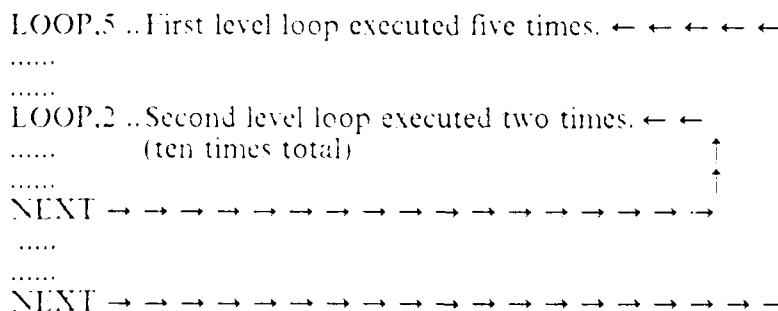 LOOP,5 .. First level loop executed five times. ← ← ← ← ←
......
......
LOOP,2 .. Second level loop executed two times. ← ←
...... (ten times total) ↑
...... ↑
NEXT → → → → → → → → → → → → → → → →
.....
......
NEXT → → → → → → → → → → → → → → → → → →